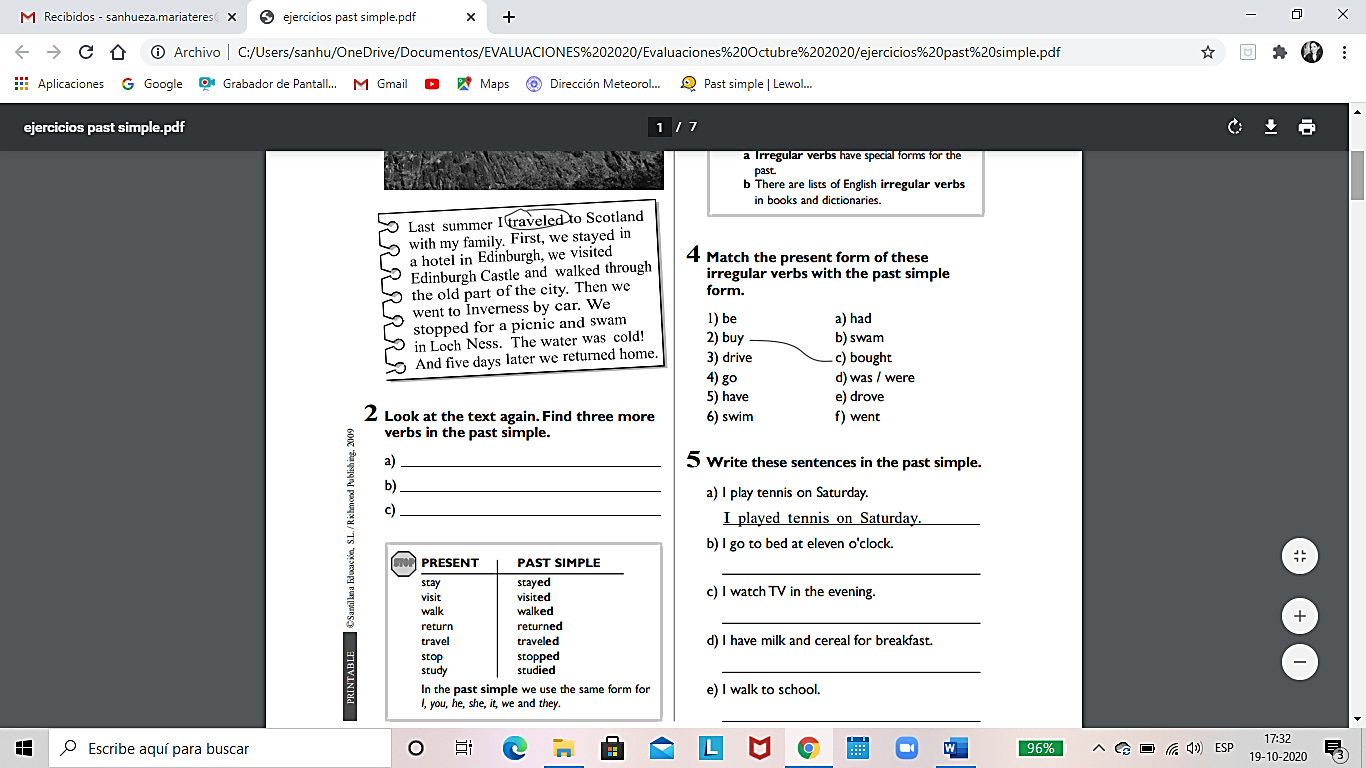 Recibidos - sanhueza.mariateres
ejercicios past simple.pdf
Archivo
C:/Users/sanhu/OneDrive/Documentos/EVALUACIONES%202020/Evaluaciones%20Octubre%202020/ejercicios%20past%20simple.pdf
Aplicaciones
Google
Grabador de Pantall...
Gmail
Maps
Dirección Meteorol...
Past simple | Lewol...
ejercicios past simple.pdf
1 / 7
Last summer I traveled to Scotland
with my family. First, we stayed in
a hotel in Edinburgh, we visited
Edinburgh Castle and walked through
the old part of the city. Then we
went to Inverness by car. We
stopped for a picnic and swam
in Loch Ness. The water was cold!
And five days later we returned home.
2 Look at the text again. Find three more
verbs in the past simple.
a)
b)
c)
STOP
PRESENT PAST SIMPLE
stay stayed
visit visited
walk walked
return returned
travel traveled
stop stopped
study studied
In the past simple we use the same form for
I, you, he, she, it, we and they.
PRINTABLE ©Santillana Educación, S.L. / Richmond Publishing, 2009
a Irregular verbs have special forms for the
past.
b There are lists of English irregular verbs
in books and dictionaries.
4 Match the present form of these
irregular verbs with the past simple
form.
1) be a) had
2) buy b) swam
3) drive c) bought
4) go d) was / were
5) have e) drove
6) swim f) went
5 Write these sentences in the past simple.
a) I play tennis on Saturday.
I played tennis on Saturday.
b) I go to bed at eleven o'clock.
c) I watch TV in the evening.
d) I have milk and cereal for breakfast.
e) I walk to school.
Escribe aquí para buscar
96%
ESP
17:32
19-10-2020
3